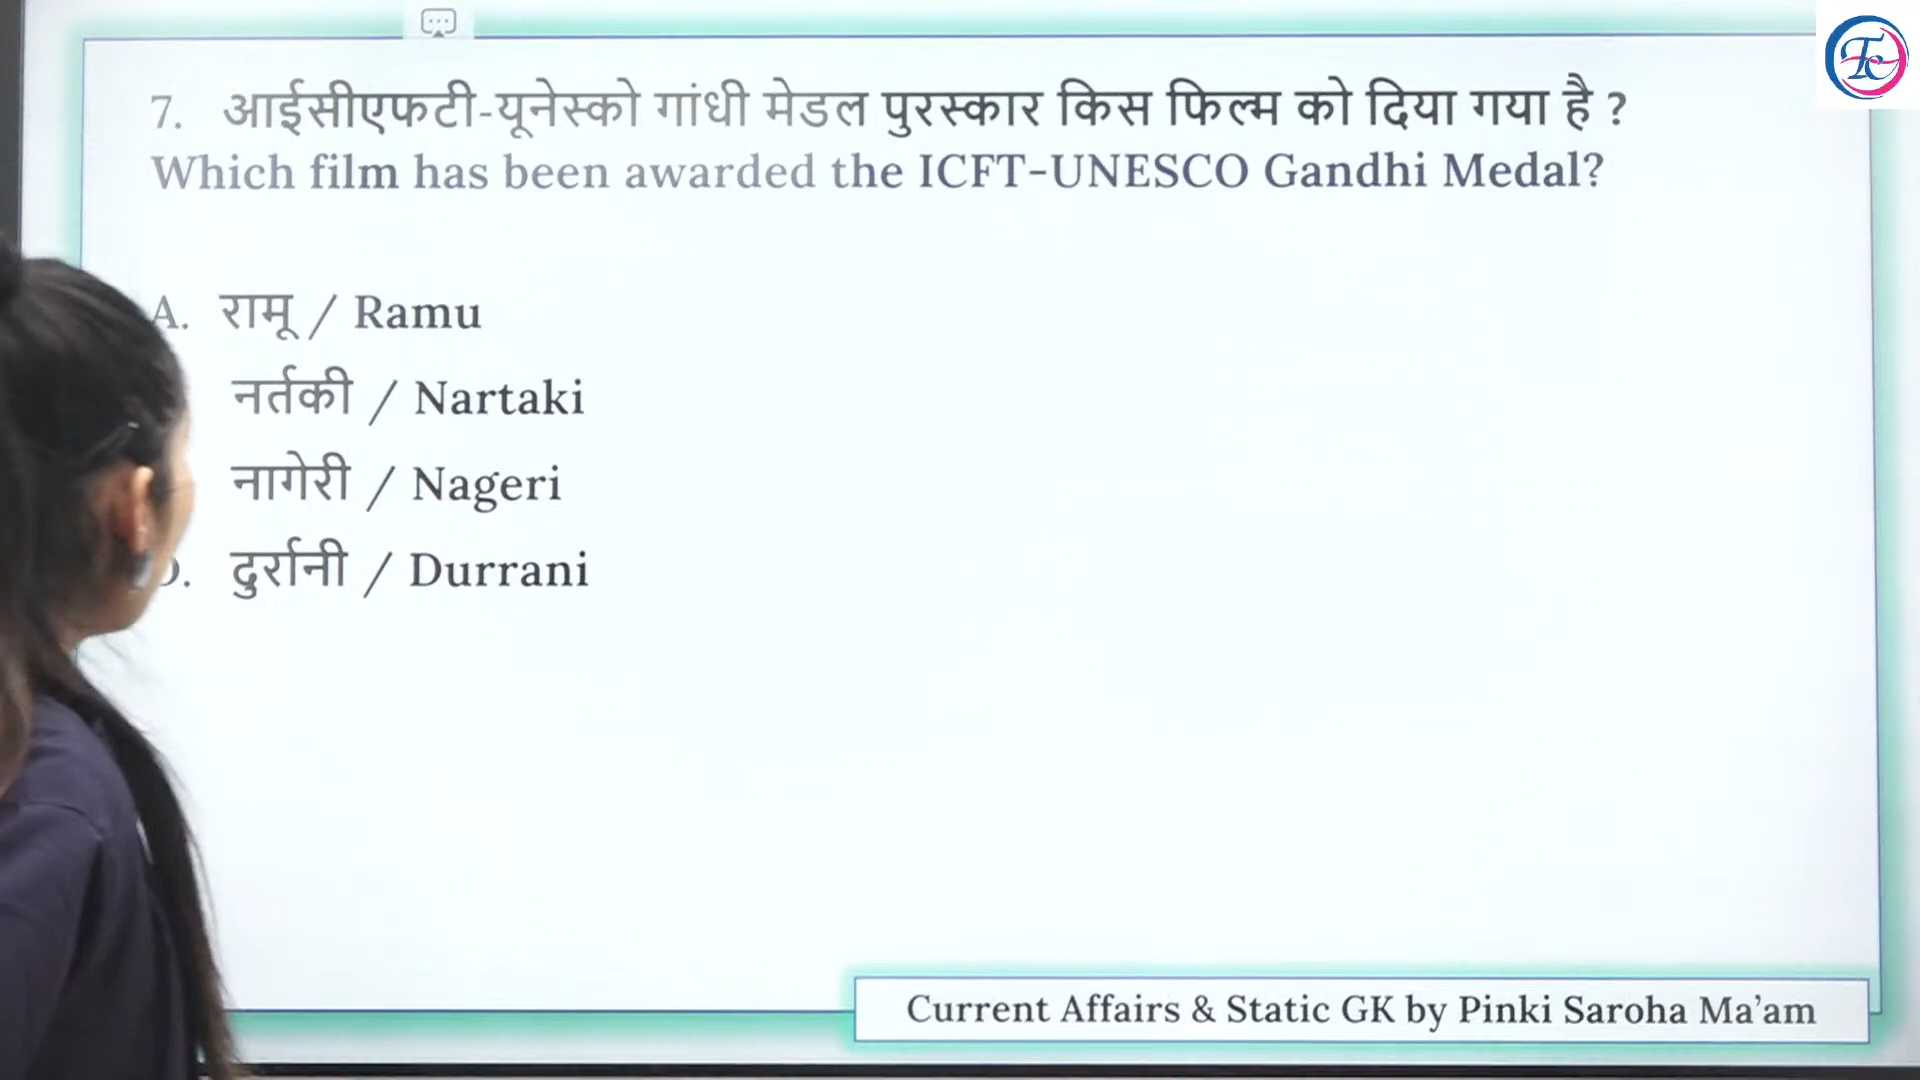 7. आईसीएफटी-यूनेस्को गांधी मेडल पुरस्कार किस फिल्म को दिया गया है ?
Which film has been awarded the ICFT-UNESCO Gandhi Medal?
A. रामू / Ramu
नर्तकी / Nartaki
नागेरी / Nageri
D. दुर्रानी / Durrani
Current Affairs & Static GK by Pinki Saroha Ma’am